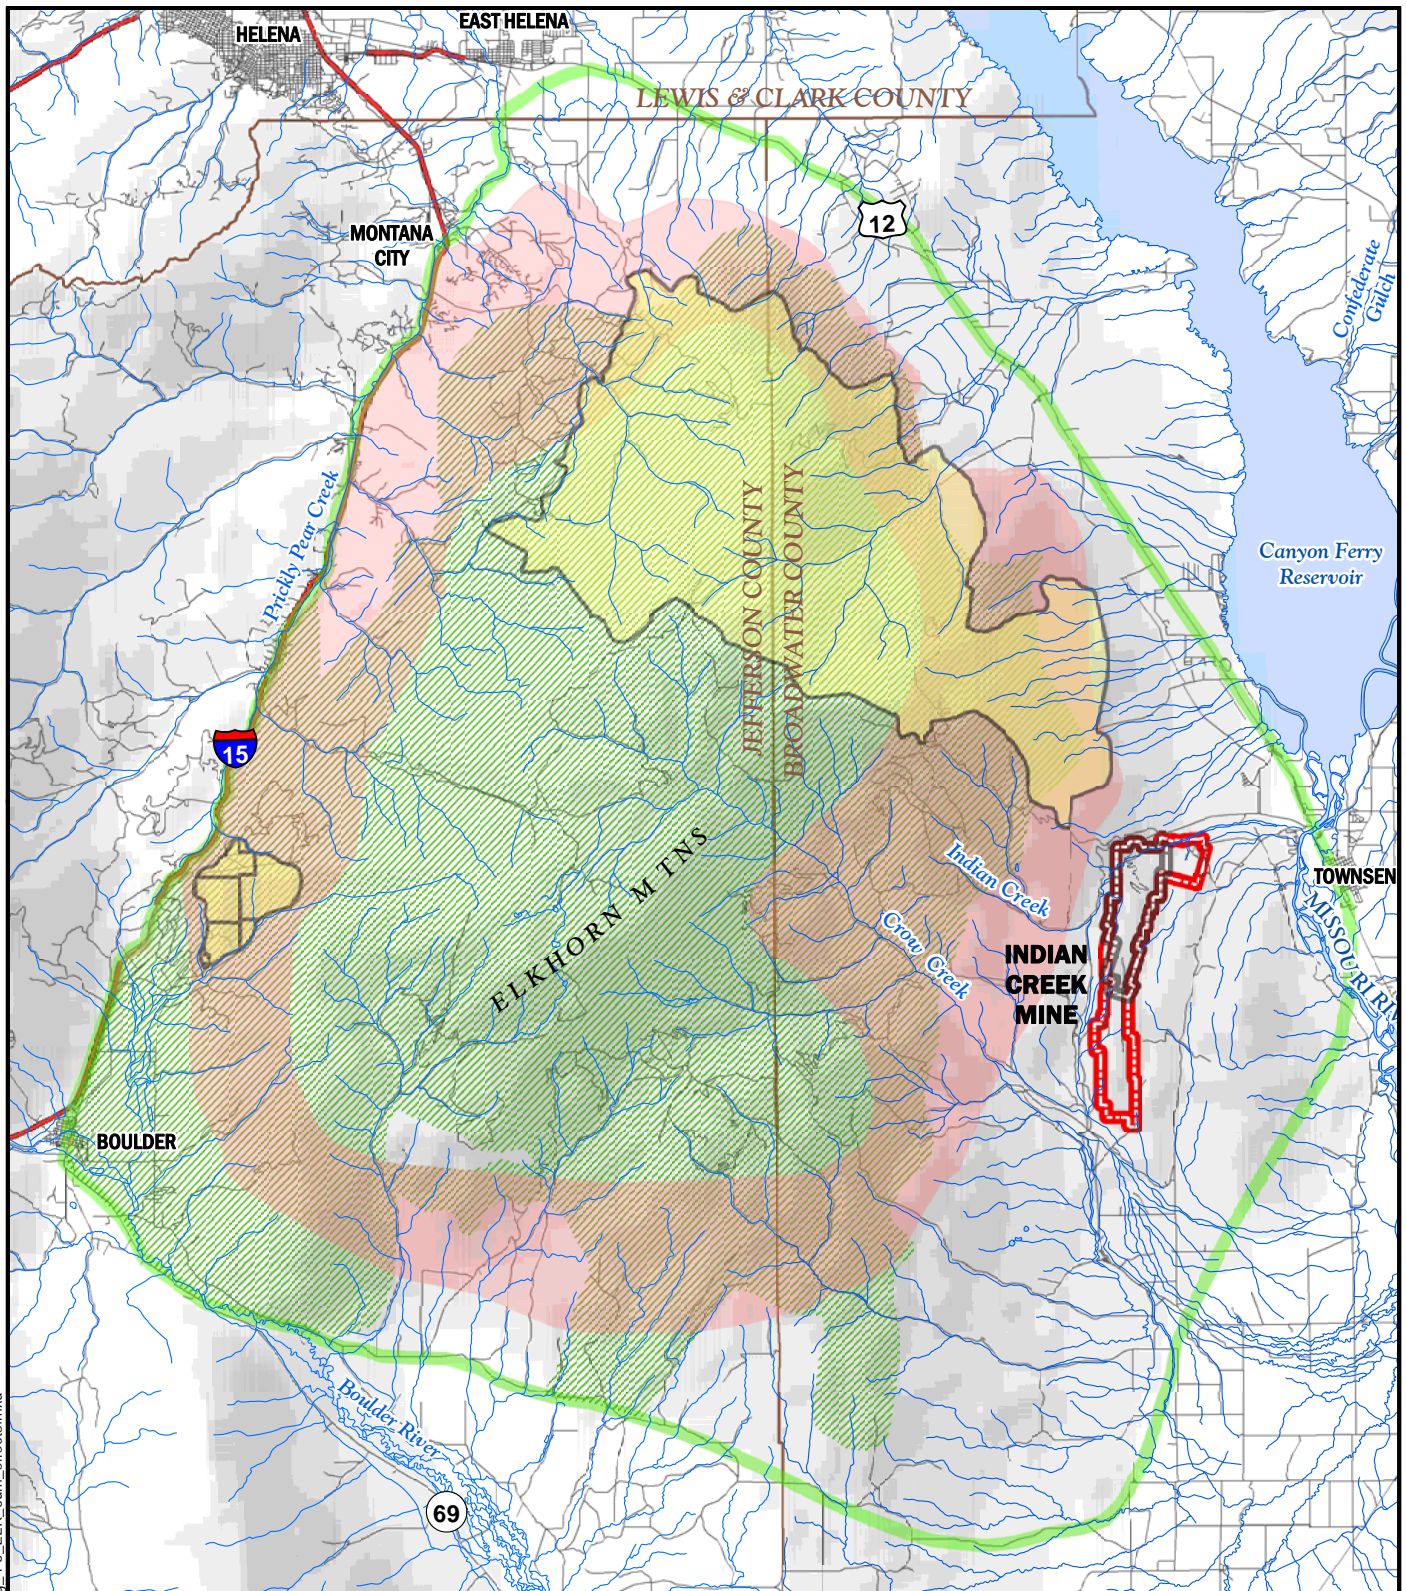 HELENA
EAST HELENA
LEWIS & CLARK COUNTY
12
MONTANA
CITY
Confederate
Gulch
Prickly Pear Creek
JEFFERSON COUNTY
BROADWATER COUNTY
Canyon Ferry
Reservoir
15
ELKHORN MTNS
Indian Creek
TOWNSEN
Crow Creek
MISSOURI RIV
INDIAN
CREEK
MINE
BOULDER
Boulder River
69